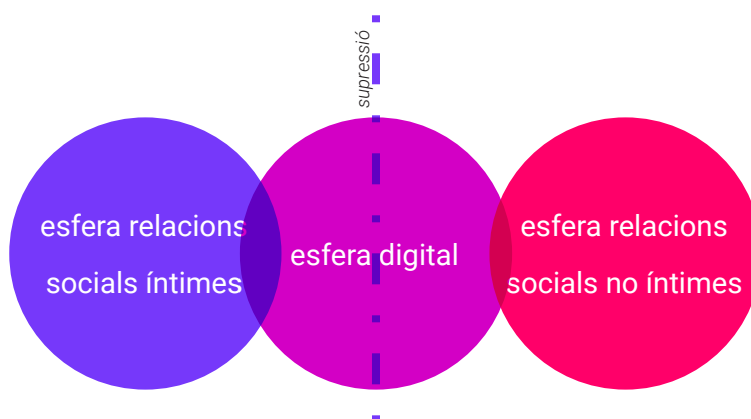 supressió
esfera relacions
socials íntimes
esfera digital
esfera relacions
socials no íntimes